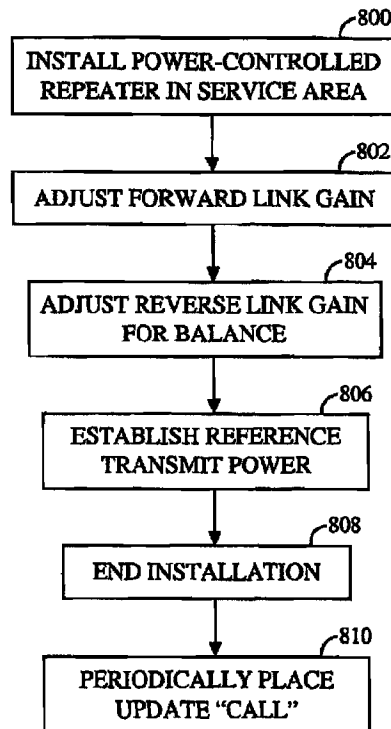 800
INSTALL POWER-CONTROLLED
REPEATER IN SERVICE AREA
802
ADJUST FORWARD LINK GAIN
804
ADJUST REVERSE LINK GAIN
FOR BALANCE
806
ESTABLISH REFERENCE
TRANSMIT POWER
808
END INSTALLATION
810
PERIODICALLY PLACE
UPDATE “CALL”